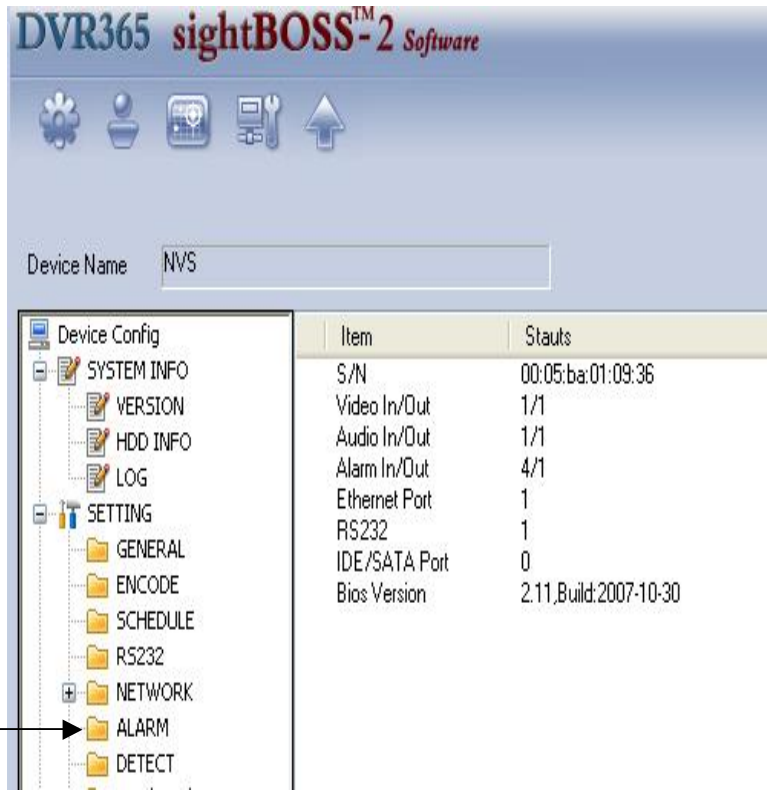 DVR365 sightBOSS™-2 Software
Device Name NVS
Device Config
SYSTEM INFO
VERSION
HDD INFO
LOG
SETTING
GENERAL
ENCODE
SCHEDULE
RS232
NETWORK
ALARM
DETECT
Item Stauts
S/N 00:05:ba:01:09:36
Video In/Out 1/1
Audio In/Out 1/1
Alarm In/Out 4/1
Ethernet Port 1
RS232 1
IDE/SATA Port 0
Bios Version 2.11,Build:2007-10-30